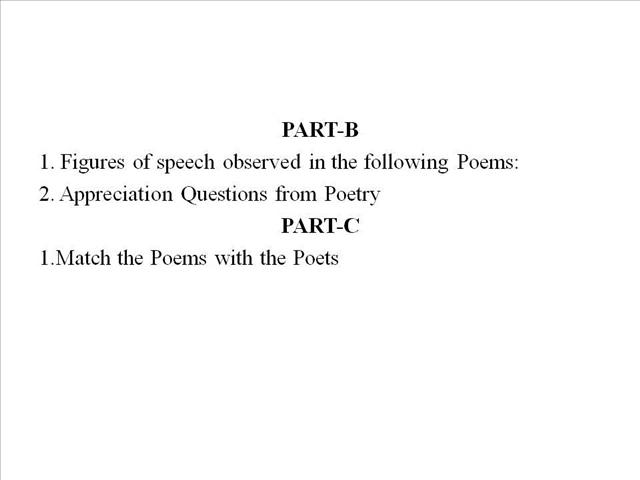 PART-B
1. Figures of speech observed in the following Poems:
2. Appreciation Questions from Poetry
PART-C
1.Match the Poems with the Poets